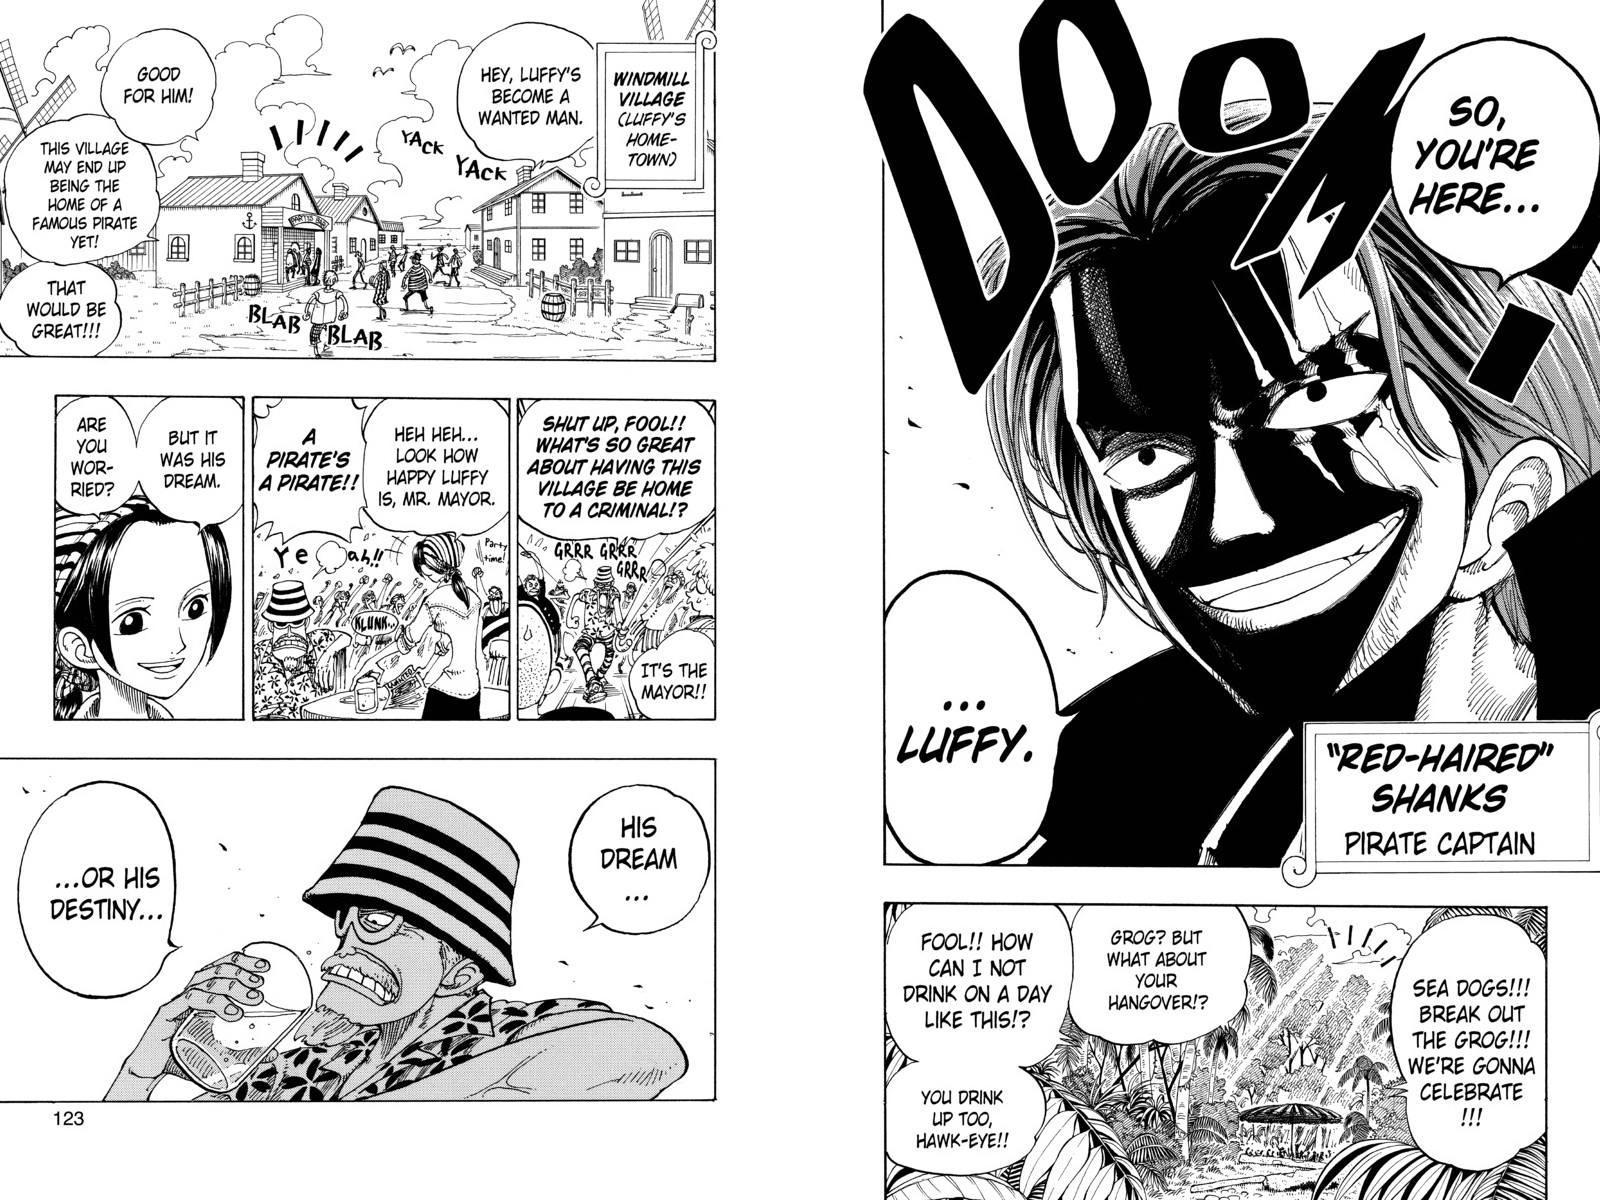 SO,
YOU'RE
HERE...
DOOM!
...
LUFFY.
"RED-HAIRED"
SHANKS
PIRATE CAPTAIN
SEA DOGS!!!
BREAK OUT
THE GROG!!!
WE'RE GONNA
CELEBRATE
!!!
GROG? BUT
WHAT ABOUT
YOUR
HANGOVER!?
FOOL!! HOW
CAN I NOT
DRINK ON A DAY
LIKE THIS!?
YOU DRINK
UP TOO,
HAWK-EYE!!
WINDMILL
VILLAGE
(LUFFY'S
HOME-
TOWN)
HEY, LUFFY'S
BECOME A
WANTED MAN.
YACK
YACK
GOOD
FOR HIM!
THIS VILLAGE
MAY END UP
BEING THE
HOME OF A
FAMOUS PIRATE
YET!
THAT
WOULD BE
GREAT!!!
PARTYS BAR
BLAB
BLAB
SHUT UP, FOOL!!
WHAT'S SO GREAT
ABOUT HAVING THIS
VILLAGE BE HOME
TO A CRIMINAL!?
GRRR GRRR
GRRR
IT'S THE
MAYOR!!
HEH HEH...
LOOK HOW
HAPPY LUFFY
IS, MR. MAYOR.
A
PIRATE'S
A PIRATE!!
Yeah!!
Party
time!
KLUNK...
WANTED
BUT IT
WAS HIS
DREAM.
ARE
YOU
WOR-
RIED?
HIS
DREAM
...
...OR HIS
DESTINY...
123